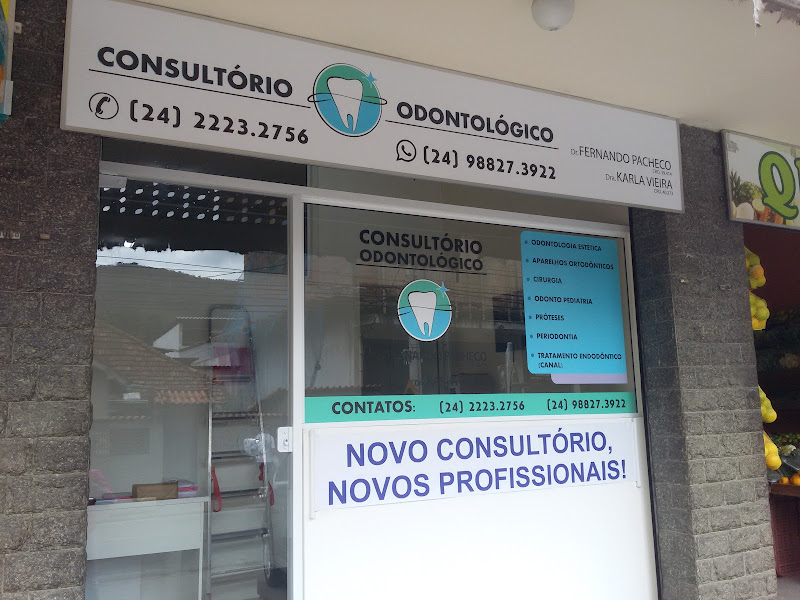 CONSULTÓRIO
ODONTOLÓGICO
(24) 2223.2756
(24) 98827.3922
Dr. FERNANDO PACHECO
Dra. KARLA VIEIRA
CONSULTÓRIO
ODONTOLÓGICO
• ODONTOLOGIA ESTÉTICA
• APARELHOS ORTODÔNTICOS
• CIRURGIA
• ODONTO PEDIATRIA
• PRÓTESES
• PERIODONTIA
• TRATAMENTO ENDODÔNTICO
(CANAL)
CONTATOS: (24) 2223.2756 (24) 98827.3922
NOVO CONSULTÓRIO,
NOVOS PROFISSIONAIS!